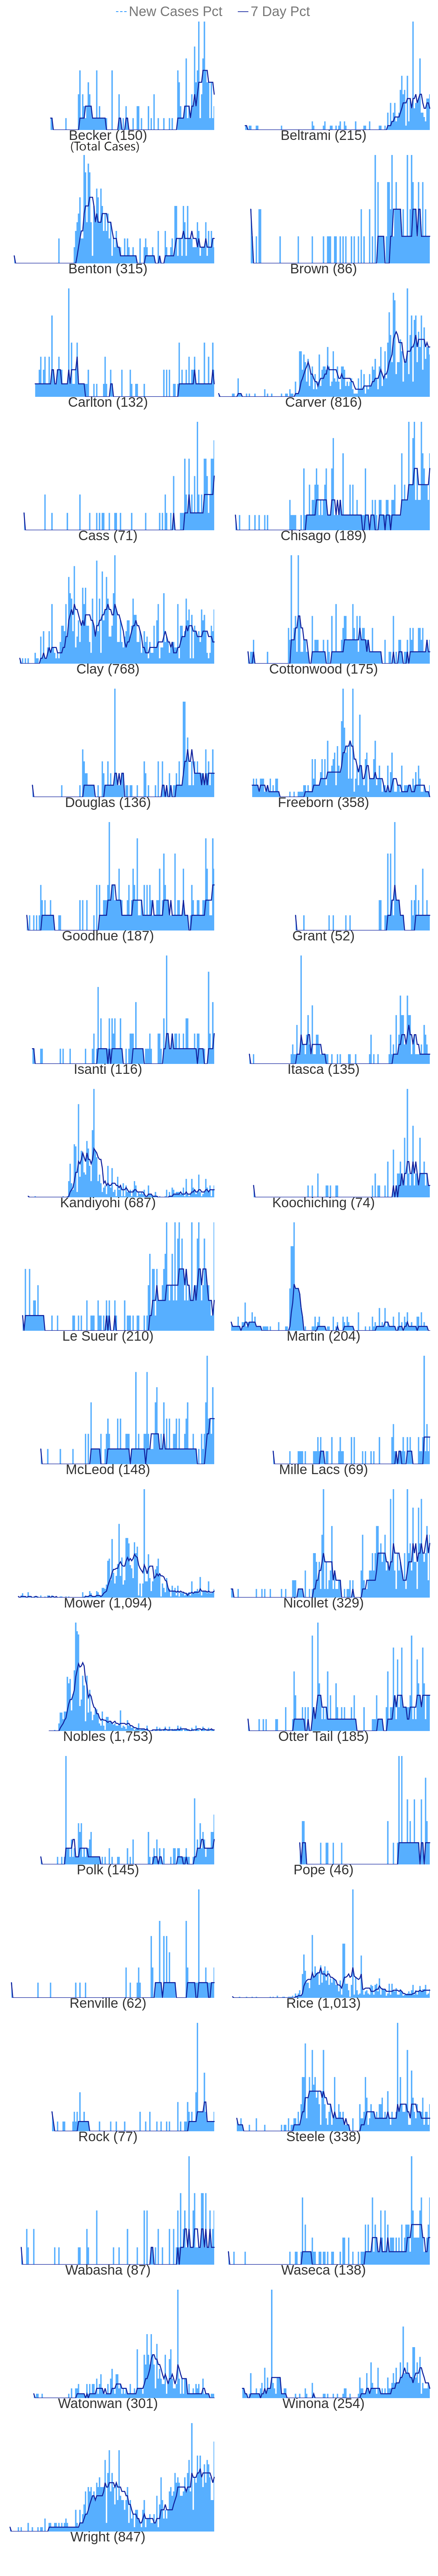 New Cases Pct 7 Day Pct
Becker (150) Beltrami (215)
(Total Cases)
Benton (315) Brown (86)
Carlton (132) Carver (816)
Cass (71) Chisago (189)
Clay (768) Cottonwood (175)
Douglas (136) Freeborn (358)
Goodhue (187) Grant (52)
Isanti (116) Itasca (135)
Kandiyohi (687) Koochiching (74)
Le Sueur (210) Martin (204)
McLeod (148) Mille Lacs (69)
Mower (1,094) Nicollet (329)
Nobles (1,753) Otter Tail (185)
Polk (145) Pope (46)
Renville (62) Rice (1,013)
Rock (77) Steele (338)
Wabasha (87) Waseca (138)
Watonwan (301) Winona (254)
Wright (847)